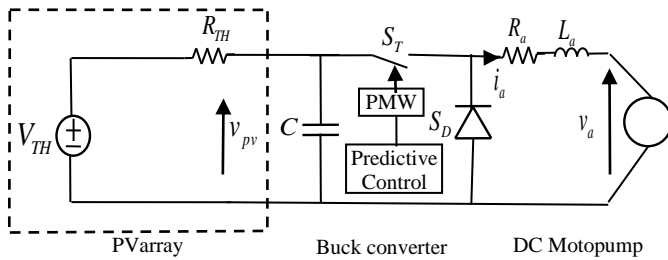 R_TH
S_T
R_a
L_a
i_a
PMW
V_TH
v_pv
C
S_D
v_a
Predictive
Control
PVarray
Buck converter
DC Motopump